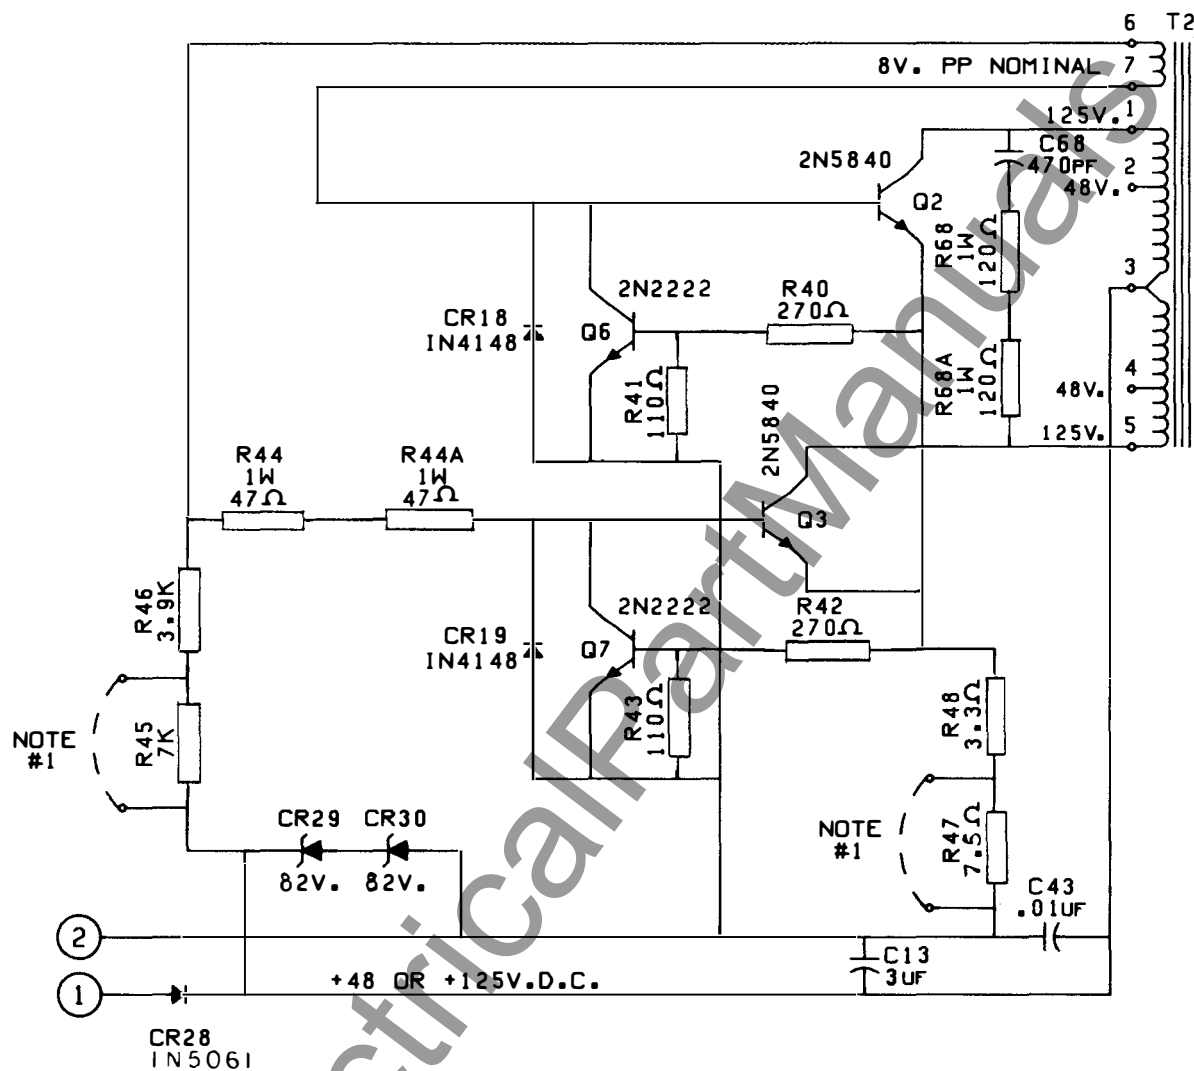 6 T2
8V. PP NOMINAL 7
125V. 1
C68
470PF
2
48V.
2N5840
Q2
R68
1W
120Ω
3
2N2222
R40
270Ω
CR18
IN4148
Q6
R41
110Ω
R68A
1W
120Ω
4
48V.
5
125V.
2N5840
R44
1W
47Ω
R44A
1W
47Ω
Q3
R46
3.9K
2N2222
R42
270Ω
CR19
IN4148
Q7
R43
110Ω
R48
3.3Ω
NOTE
#1
R45
7K
CR29
82V.
CR30
82V.
NOTE
#1
R47
7.5Ω
C43
.01UF
2
C13
3UF
1
+48 OR +125V.D.C.
CR28
IN5061
ctricalPartManuals